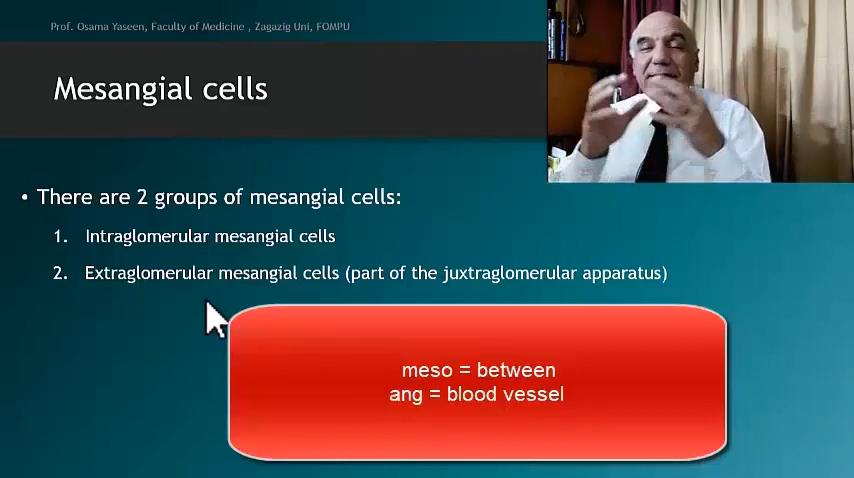 Prof. Osama Yaseen, Faculty of Medicine , Zagazig Uni, FOMPU
Mesangial cells
• There are 2 groups of mesangial cells:
1. Intraglomerular mesangial cells
2. Extraglomerular mesangial cells (part of the juxtraglomerular apparatus)
meso = between
ang = blood vessel